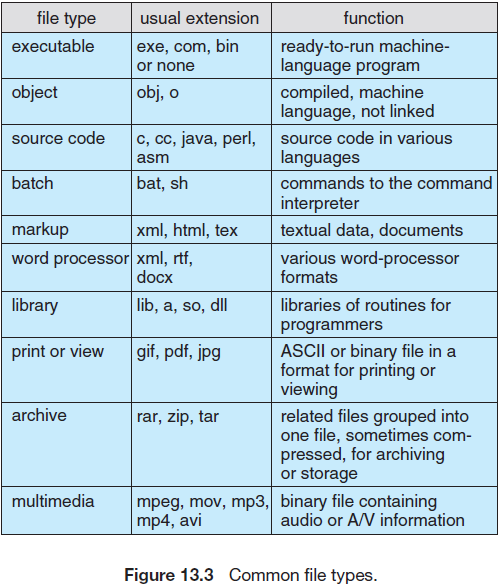 file type usual extension function
executable exe, com, bin ready-to-run machine-
or none language program
object obj, o compiled, machine
language, not linked
source code c, cc, java, perl, source code in various
asm languages
batch bat, sh commands to the command
interpreter
markup xml, html, tex textual data, documents
word processor xml, rtf, various word-processor
docx formats
library lib, a, so, dll libraries of routines for
programmers
print or view gif, pdf, jpg ASCII or binary file in a
format for printing or
viewing
archive rar, zip, tar related files grouped into
one file, sometimes com-
pressed, for archiving
or storage
multimedia mpeg, mov, mp3, binary file containing
mp4, avi audio or A/V information
Figure 13.3 Common file types.